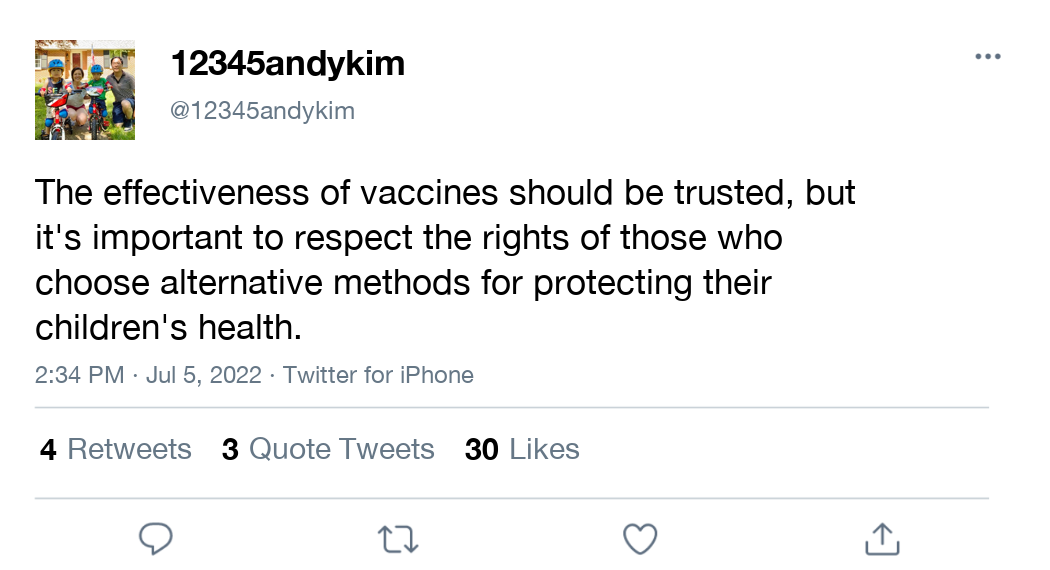 12345andykim
@12345andykim
The effectiveness of vaccines should be trusted, but
it's important to respect the rights of those who
choose alternative methods for protecting their
children's health.
2:34 PM · Jul 5, 2022 · Twitter for iPhone
4 Retweets 3 Quote Tweets 30 Likes